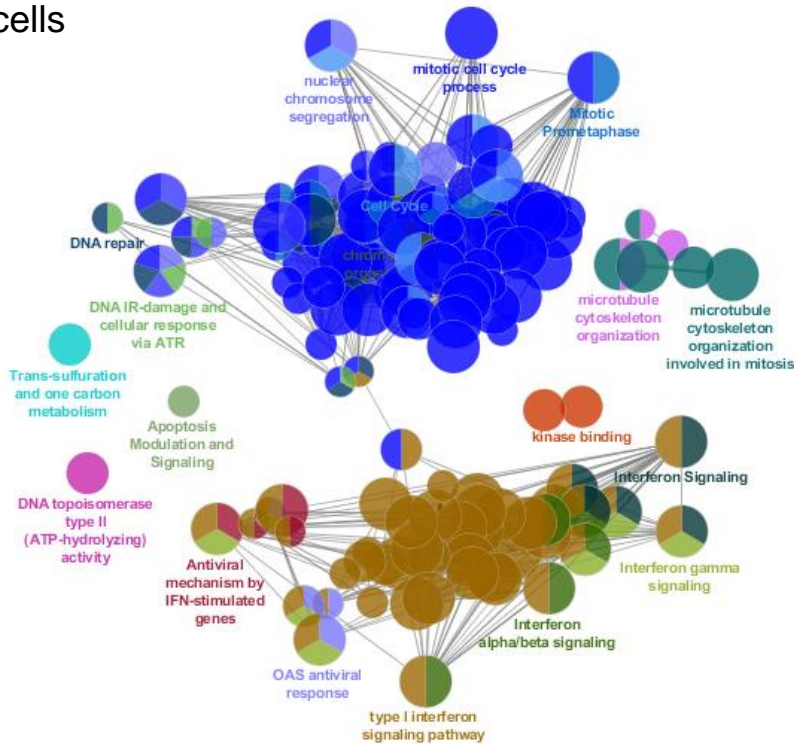 cells
nuclear
chromosome
segregation
mitotic cell cycle
process
Mitotic
Prometaphase
Cell Cycle
DNA repair
DNA IR-damage and
cellular response
via ATR
microtubule
cytoskeleton
organization
microtubule
cytoskeleton
organization
involved in mitosis
Trans-sulfuration
and one carbon
metabolism
Apoptosis
Modulation and
Signaling
kinase binding
DNA topoisomerase
type II
(ATP-hydrolyzing)
activity
Interferon Signaling
Antiviral
mechanism by
IFN-stimulated
genes
Interferon gamma
signaling
Interferon
alpha/beta signaling
OAS antiviral
response
type I interferon
signaling pathway